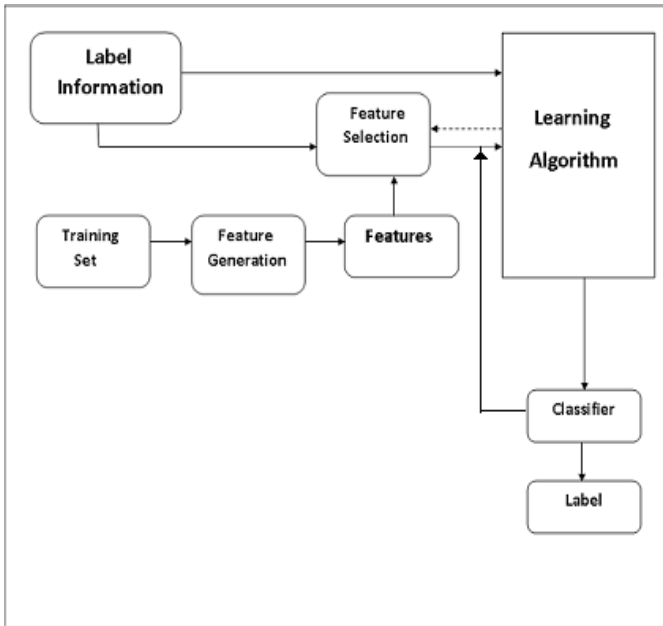 Label
Information
Feature
Selection
Learning
Algorithm
Training
Set
Feature
Generation
Features
Classifier
Label